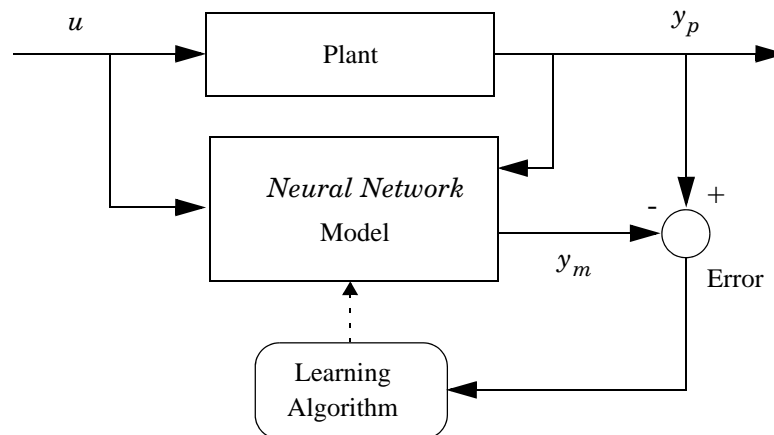 u
y_p
Plant
Neural Network
Model
-
+
y_m
Error
Learning
Algorithm